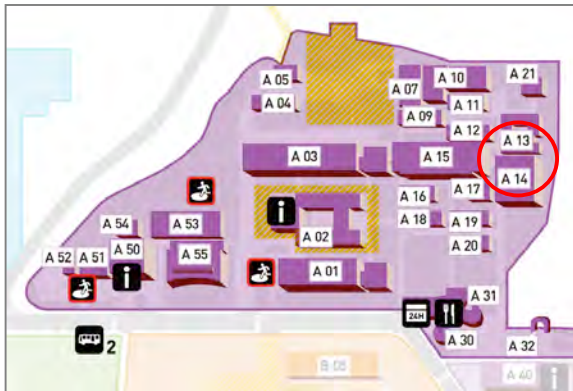 A 05
A 04
A 07
A 10
A 21
A 11
A 09
A 12
A 13
A 03
A 15
A 14
A 17
A 16
A 18
A 19
A 20
i
A 02
A 54
A 53
A 50
A 52
A 51
i
A 55
A 01
A 31
24H
A 30
A 32
2
B 05
A 40
i